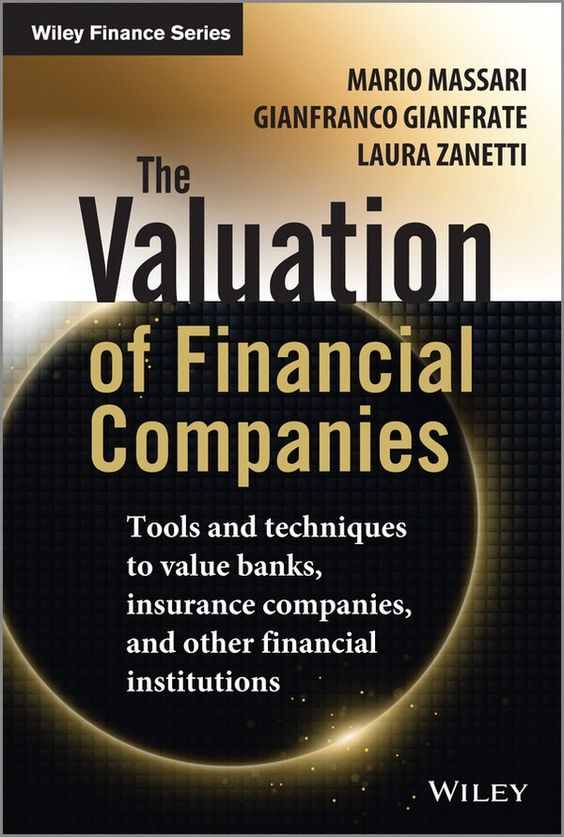 Wiley Finance Series
MARIO MASSARI
GIANFRANCO GIANFRATE
LAURA ZANETTI
The
Valuation
of Financial
Companies
Tools and techniques
to value banks,
insurance companies,
and other financial
institutions
WILEY